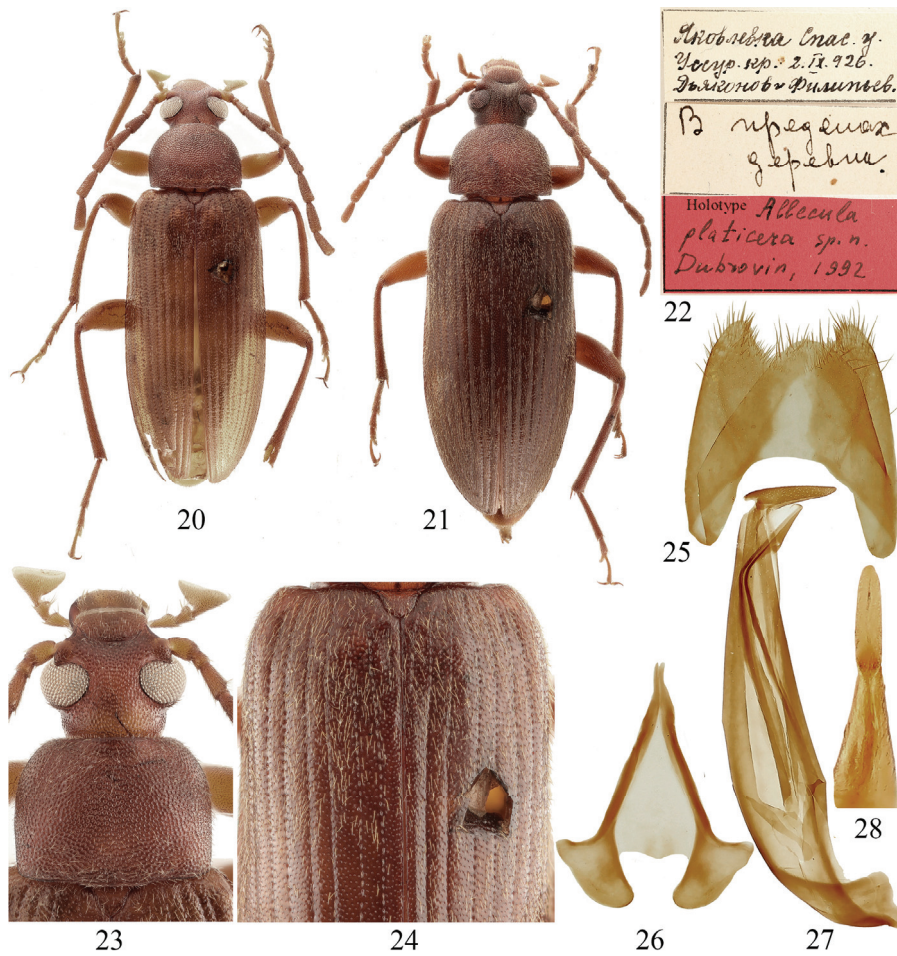 20
21
Яковлевка Спас. у.
Уссур. кр. 2.IX.926.
Дьяконов и Филипьев.
В пределах
деревни.
Holotype Allecula
platicera sp. n.
Dubrovin, 1992
22
23
24
25
26
27
28